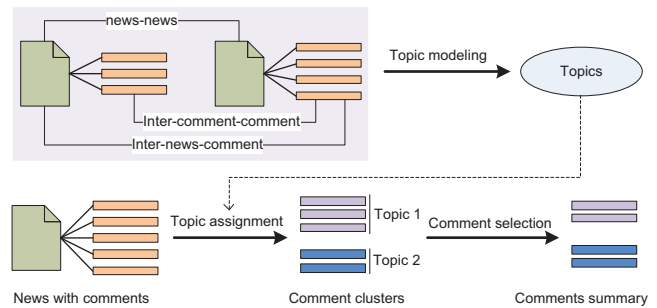 news-news
Topic modeling
Topics
Inter-comment-comment
Inter-news-comment
Topic assignment
Topic 1
Topic 2
Comment selection
News with comments
Comment clusters
Comments summary